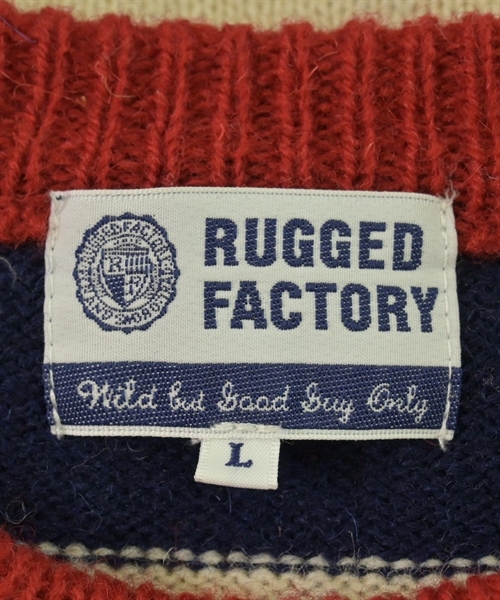 RUGGED
FACTORY
Wild but Good Guy Only
L